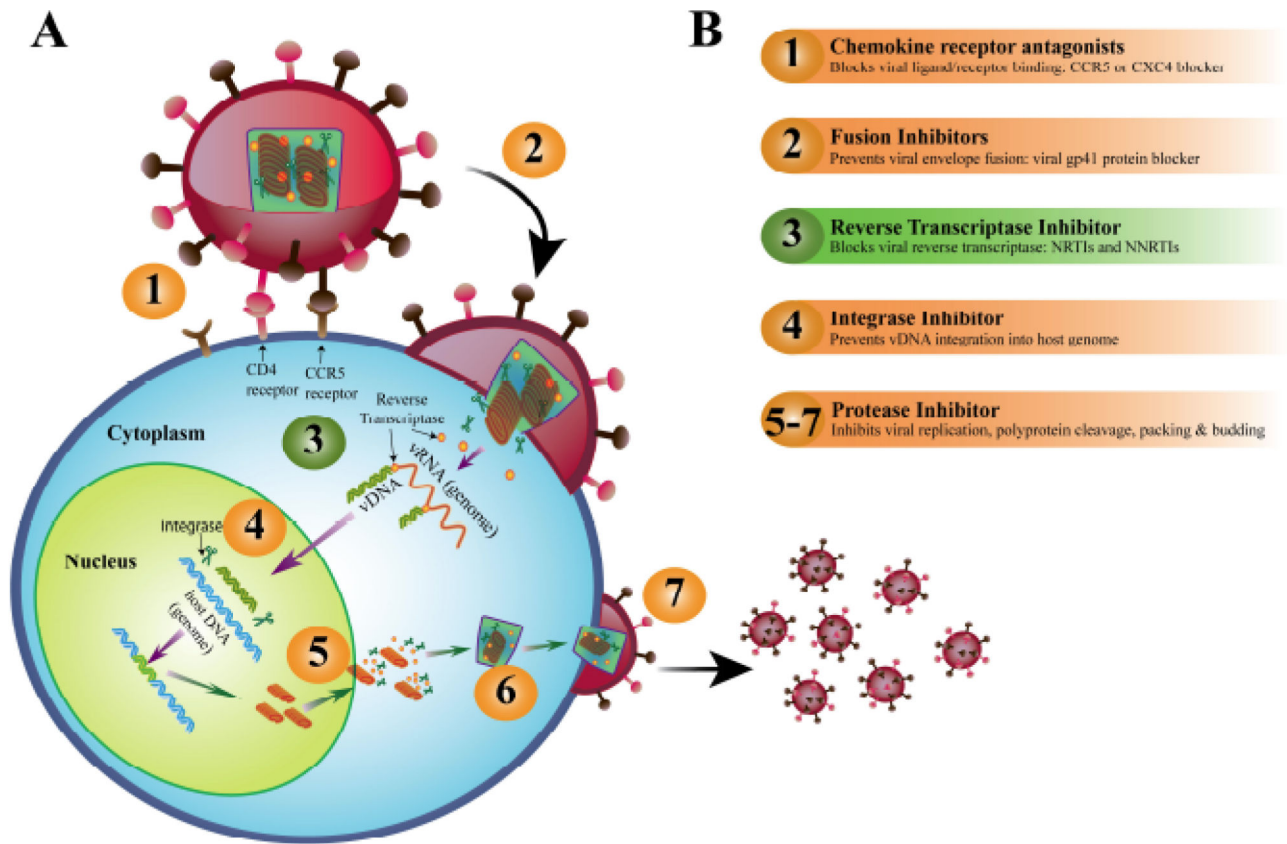 A
1
2
CD4
receptor
CCR5
receptor
Reverse
Transcriptase
Cytoplasm
3
vRNA (genome)
vDNA
4
Integrase
Nucleus
host DNA
(genome)
5
6
7
B
1
Chemokine receptor antagonists
Blocks viral ligand/receptor binding. CCR5 or CXC4 blocker
2
Fusion Inhibitors
Prevents viral envelope fusion: viral gp41 protein blocker
3
Reverse Transcriptase Inhibitor
Blocks viral reverse transcriptase: NRTIs and NNRTIs
4
Integrase Inhibitor
Prevents vDNA integration into host genome
5-7
Protease Inhibitor
Inhibits viral replication, polyprotein cleavage, packing & budding